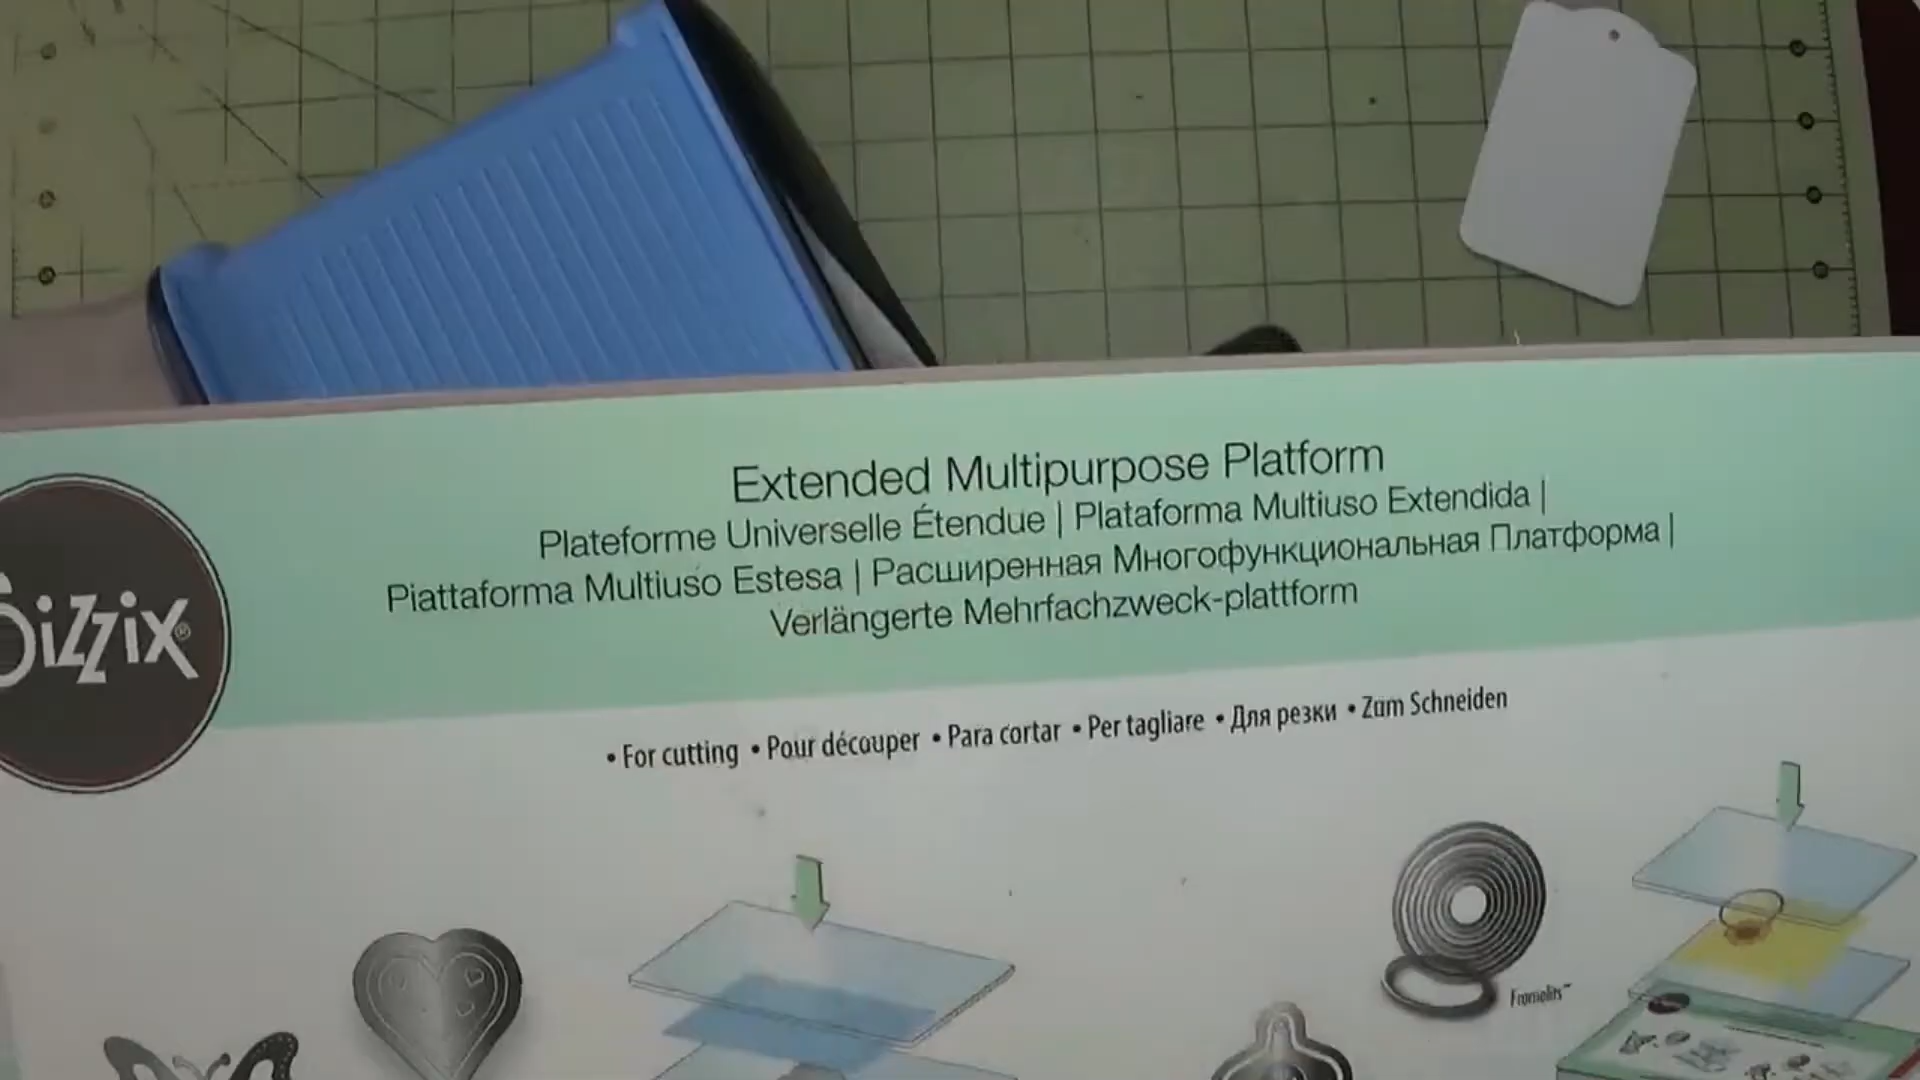 Extended Multipurpose Platform
Plateforme Universelle Étendue | Plataforma Multiuso Extendida |
Piattaforma Multiuso Estesa | Расширенная Многофункциональная Платформа |
Verlängerte Mehrfachzweck-plattform
Sizzix®
• For cutting • Pour découper • Para cortar • Per tagliare • Для резки • Zum Schneiden
Framelits™